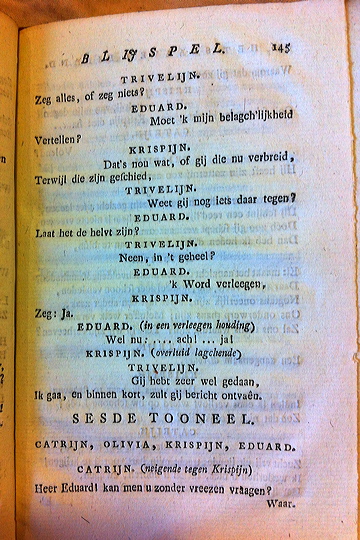 BLYSPEL. 145
TRIVELIJN.
Zeg alles, of zeg niets?
EDUARD.
Moet 'k mijn belagch'lijkheid
Vertellen?
KRISPIJN.
Dat's nou wat, of gij die nu verbreid,
Terwijl die zijn geschied,
TRIVELIJN.
Weet gij nog iets daar tegen?
EDUARD.
Laat het de helvt zijn?
TRIVELIJN.
Neen, in 't geheel?
EDUARD.
'k Word verleegen,
KRISPIJN.
Zeg: Ja.
EDUARD. (in een verleegen houding)
Wel nu; .... ach! ... ja!
KRISPIJN. (overluid lagchende)
TRIVELIJN.
Gij hebt zeer wel gedaan,
Ik gaa, en binnen kort, zult gij bericht ontvaên.
SESDE TOONEEL.
CATRIJN, OLIVIA, KRISPIJN, EDUARD.
CATRIJN. (neigende tegen Krispijn)
Heer Eduard! kan men u zonder vreezen vraagen?
Waar.